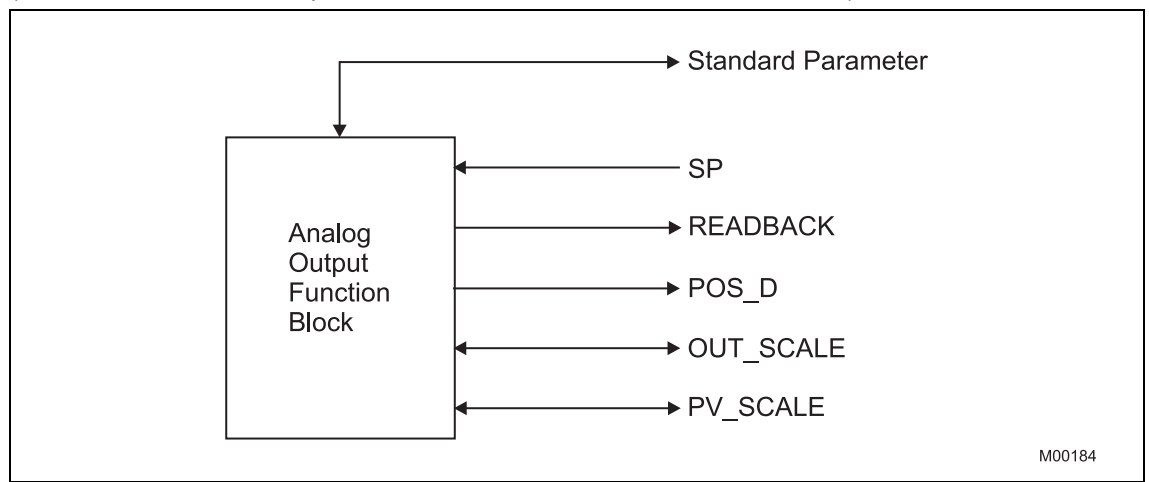 Standard Parameter
SP
READBACK
POS_D
OUT_SCALE
PV_SCALE
Analog
Output
Function
Block
M00184